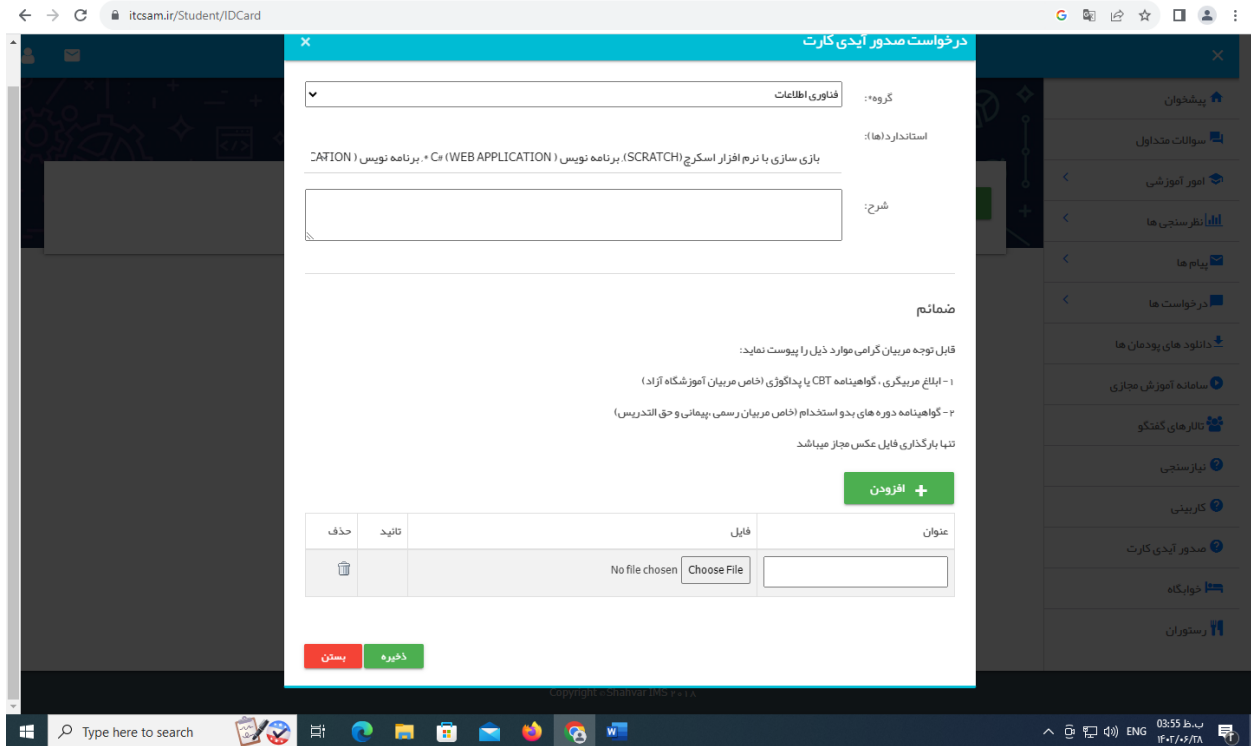 itcsam.ir/Student/IDCard
درخواست صدور آیدی کارت
گروه*:
فناوری اطلاعات
استاندارد(ها):
بازی سازی با نرم افزار اسکرچ(SCRATCH), برنامه نویس ( WEB APPLICATION) C# *, برنامه نویس (
شرح:
ضمائم
قابل توجه مربیان گرامی موارد ذیل را پیوست نماید:
۱- ابلاغ مربیگری ، گواهینامه CBT یا پداگوژی (خاص مربیان آموزشگاه آزاد)
۲- گواهینامه دوره های بدو استخدام (خاص مربیان رسمی ،پیمانی و حق التدریس)
تنها بارگذاری فایل عکس مجاز میباشد
+ افزودن
عنوان فایل تائید حذف
Choose File No file chosen
ذخیره بستن
پیشخوان
سوالات متداول
امور آموزشی
نظرسنجی ها
پیام ها
درخواست ها
دانلود های پودمان ها
سامانه آموزش مجازی
تالارهای گفتگو
نیازسنجی
کاربینی
صدور آیدی کارت
خوابگاه
رستوران
Copyright ©Shahvar IMS ۲۰۱۸
Type here to search
ENG
03:55 ب.ظ
۱۴۰۲/۰۶/۲۸